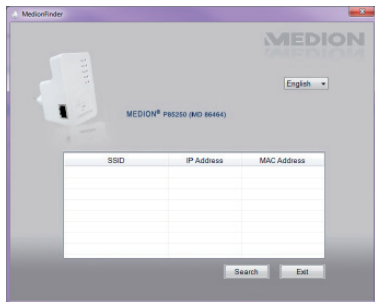 MedionFinder
MEDION
English
MEDION® P85250 (MD 86464)
SSID IP Address MAC Address
Search Exit